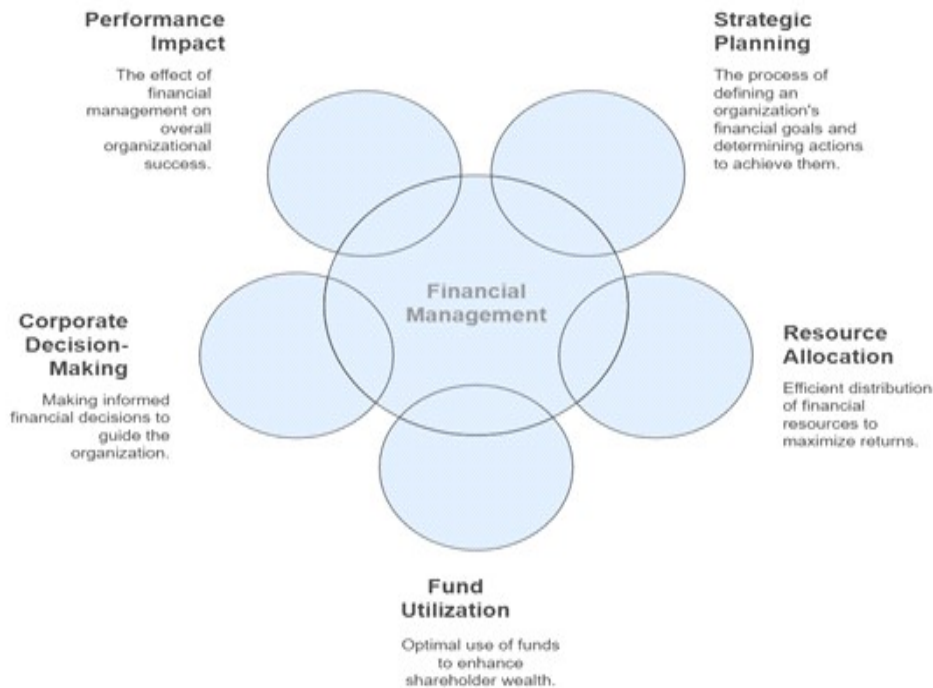 Performance
Impact
The effect of
financial
management on
overall
organizational
success.
Strategic
Planning
The process of
defining an
organization's
financial goals and
determining actions
to achieve them.
Financial
Management
Corporate
Decision-
Making
Making informed
financial decisions to
guide the
organization.
Resource
Allocation
Efficient distribution
of financial
resources to
maximize returns.
Fund
Utilization
Optimal use of funds
to enhance
shareholder wealth.